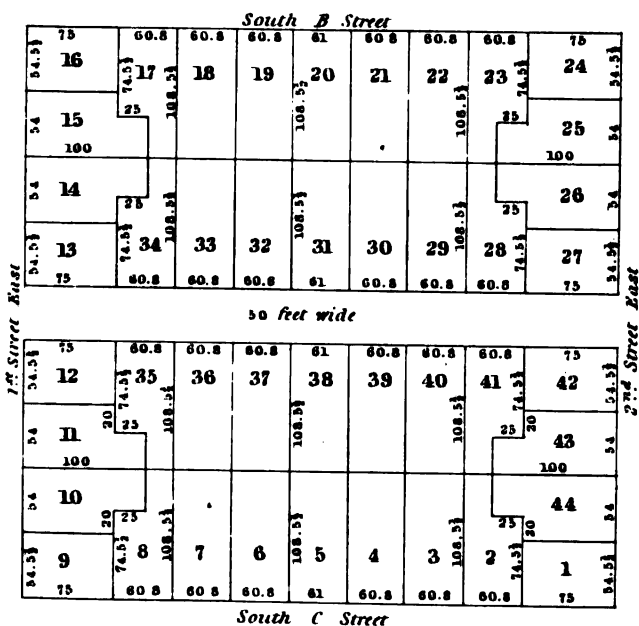 South B Street
75 60.8 60.8 60.8 61 60.8 60.8 60.8 75
54.5½ 16 74.5½ 17 108.5½ 18 19 20 21 22 23 74.5½ 24 54.5½
108.5½ 108.5½
25 25
54 15 25 54
100 100
54 14 26 54
25 25
108.5½ 108.5½ 108.5½
54.5½ 13 74.5½ 34 33 32 31 30 29 28 74.5½ 27 54.5½
75 60.8 60.8 60.8 61 60.8 60.8 60.8 75
1st Street East
50 feet wide
2nd Street East
75 60.8 60.8 60.8 61 60.8 60.8 60.8 75
54.5½ 12 74.5½ 35 108.5½ 36 37 38 39 40 41 74.5½ 42 54.5½
108.5½ 108.5½
20 25 25 20
54 11 43 54
100 100
54 10 44 54
20 25 25 20
108.5½ 108.5½ 108.5½
54.5½ 9 74.5½ 8 7 6 5 4 3 2 74.5½ 1 54.5½
75 60.8 60.8 60.8 61 60.8 60.8 60.8 75
South C Street